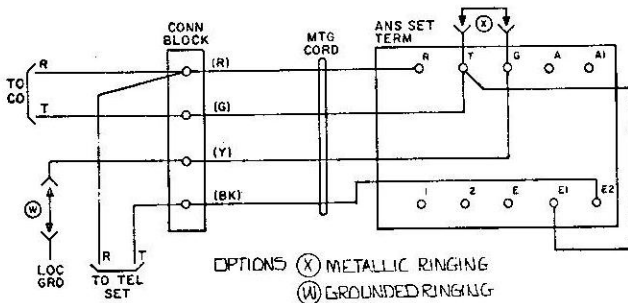 CONN
BLOCK
MTG
CORD
ANS SET
TERM
X
R
TO
CO
T
(R)
(G)
(Y)
(BK)
R T G A A1
1 2 E E1 E2
W
LOC
GRD
R T
TO TEL
SET
OPTIONS X METALLIC RINGING
W GROUNDED RINGING